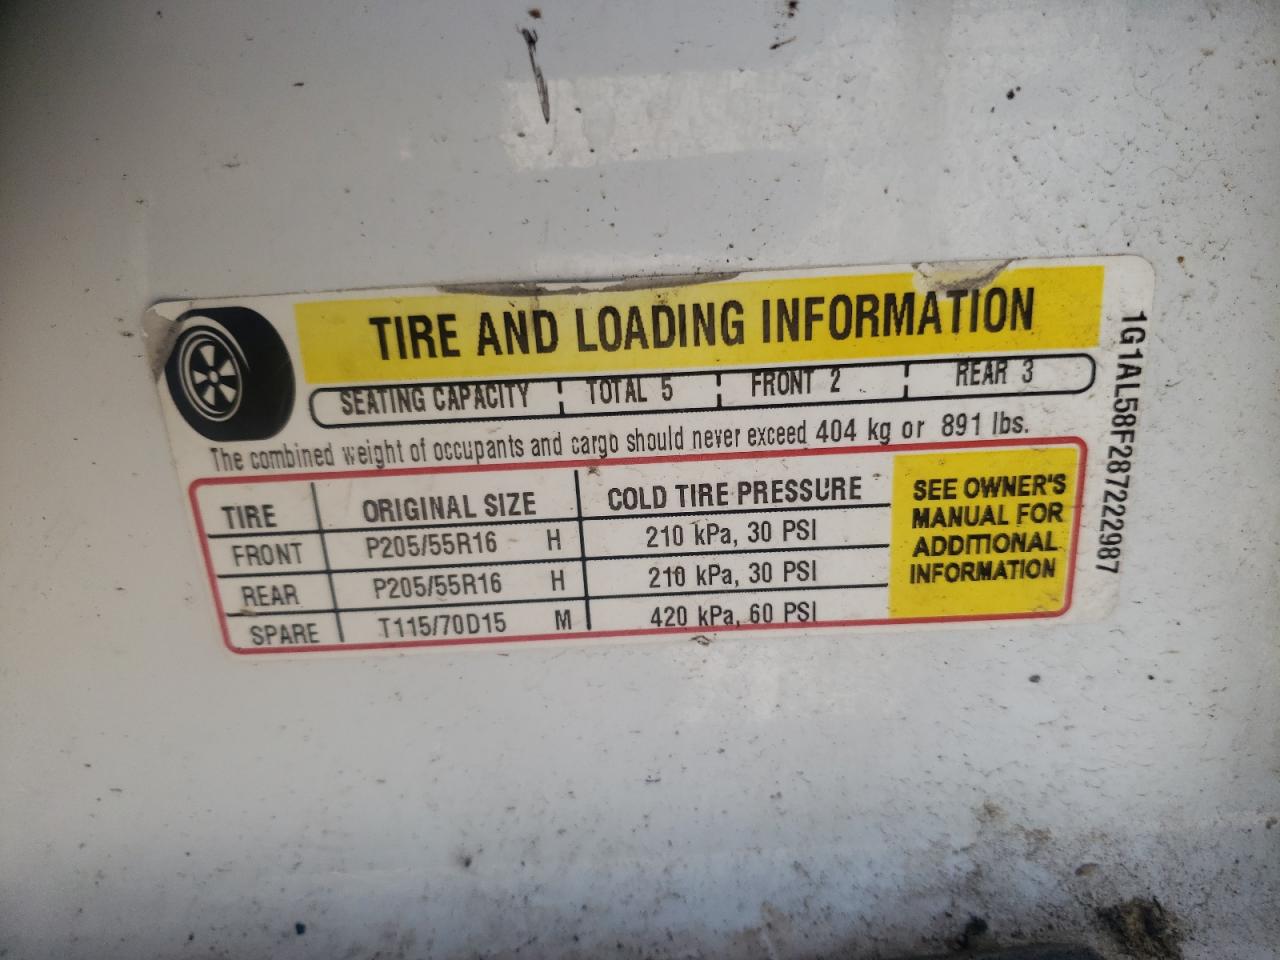 TIRE AND LOADING INFORMATION
SEATING CAPACITY TOTAL 5 FRONT 2 REAR 3
The combined weight of occupants and cargo should never exceed 404 kg or 891 lbs.
TIRE ORIGINAL SIZE COLD TIRE PRESSURE
FRONT P205/55R16 H 210 kPa, 30 PSI
REAR P205/55R16 H 210 kPa, 30 PSI
SPARE T115/70D15 M 420 kPa, 60 PSI
SEE OWNER'S
MANUAL FOR
ADDITIONAL
INFORMATION
1G1AL58F287222987